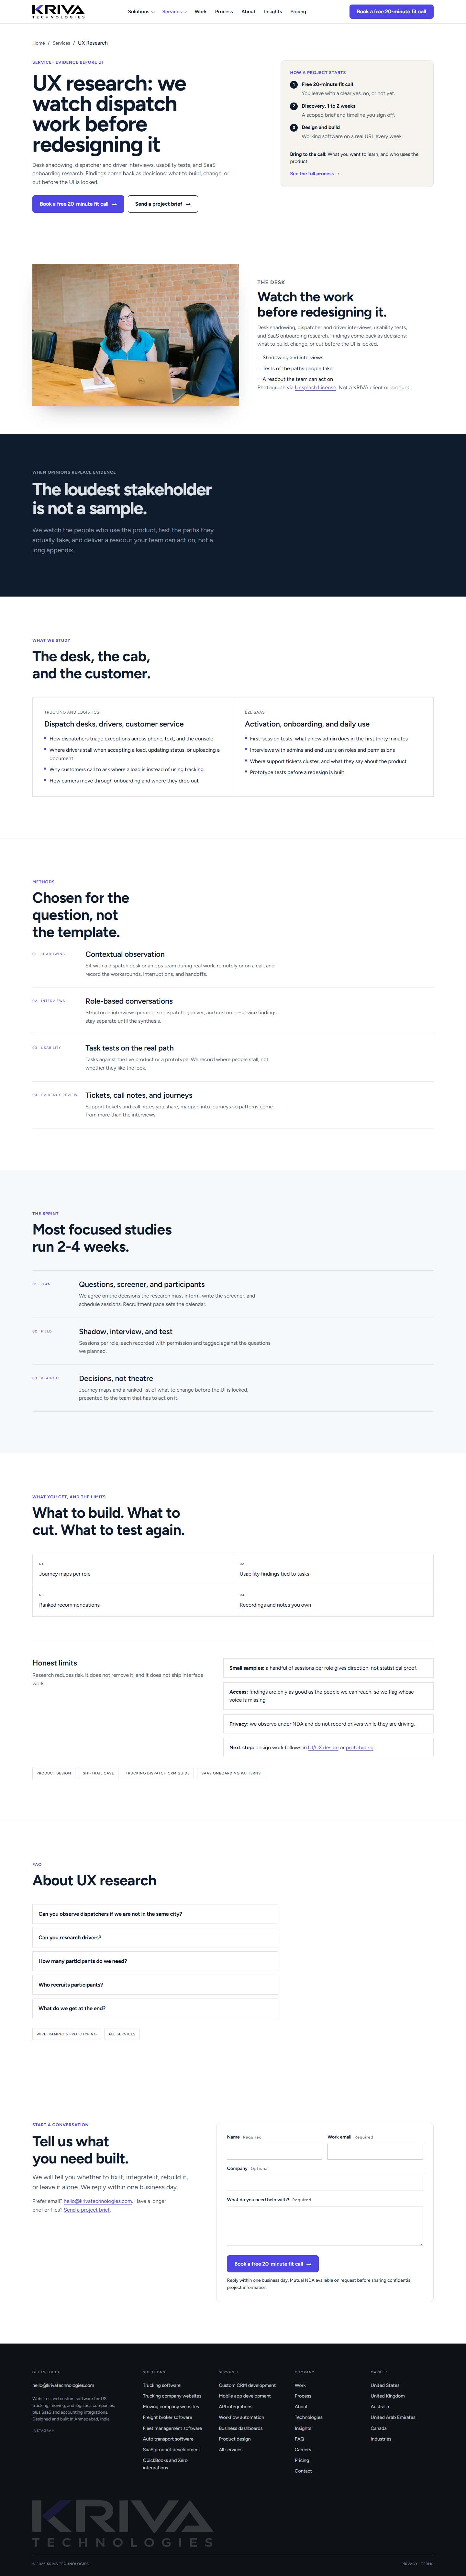 KRIVA
TECHNOLOGIES
Solutions
Services
Work
Process
About
Insights
Pricing
Book a free 20-minute fit call
Home / Services / UX Research
SERVICE · EVIDENCE BEFORE UI
UX research: we
watch dispatch
work before
redesigning it
Desk shadowing, dispatcher and driver interviews, usability tests, and SaaS
onboarding research. Findings come back as decisions: what to build, change, or
cut before the UI is locked.
Book a free 20-minute fit call →
Send a project brief →
HOW A PROJECT STARTS
1 Free 20-minute fit call
You leave with a clear yes, no, or not yet.
2 Discovery, 1 to 2 weeks
A scoped brief and timeline you sign off.
3 Design and build
Working software on a real URL every week.
Bring to the call: What you want to learn, and who uses the
product.
See the full process →
THE DESK
Watch the work
before redesigning it.
Desk shadowing, dispatcher and driver interviews, usability tests,
and SaaS onboarding research. Findings come back as decisions:
what to build, change, or cut before the UI is locked.
– Shadowing and interviews
– Tests of the paths people take
– A readout the team can act on
Photograph via Unsplash License. Not a KRIVA client or product.
WHEN OPINIONS REPLACE EVIDENCE
The loudest stakeholder
is not a sample.
We watch the people who use the product, test the paths they
actually take, and deliver a readout your team can act on, not a
long appendix.
WHAT WE STUDY
The desk, the cab,
and the customer.
TRUCKING AND LOGISTICS
Dispatch desks, drivers, customer service
How dispatchers triage exceptions across phone, text, and the console
Where drivers stall when accepting a load, updating status, or uploading a
document
Why customers call to ask where a load is instead of using tracking
How carriers move through onboarding and where they drop out
B2B SAAS
Activation, onboarding, and daily use
First-session tests: what a new admin does in the first thirty minutes
Interviews with admins and end users on roles and permissions
Where support tickets cluster, and what they say about the product
Prototype tests before a redesign is built
METHODS
Chosen for the
question, not
the template.
01 · SHADOWING
Contextual observation
Sit with a dispatch desk or an ops team during real work, remotely or on a call, and
record the workarounds, interruptions, and handoffs.
02 · INTERVIEWS
Role-based conversations
Structured interviews per role, so dispatcher, driver, and customer-service findings
stay separate until the synthesis.
03 · USABILITY
Task tests on the real path
Tasks against the live product or a prototype. We record where people stall, not
whether they like the look.
04 · EVIDENCE REVIEW
Tickets, call notes, and journeys
Support tickets and call notes you share, mapped into journeys so patterns come
from more than the interviews.
THE SPRINT
Most focused studies
run 2-4 weeks.
01 · PLAN
Questions, screener, and participants
We agree on the decisions the research must inform, write the screener, and
schedule sessions. Recruitment pace sets the calendar.
02 · FIELD
Shadow, interview, and test
Sessions per role, each recorded with permission and tagged against the questions
we planned.
03 · READOUT
Decisions, not theatre
Journey maps and a ranked list of what to change before the UI is locked,
presented to the team that has to act on it.
WHAT YOU GET, AND THE LIMITS
What to build. What to
cut. What to test again.
01
Journey maps per role
02
Usability findings tied to tasks
03
Ranked recommendations
04
Recordings and notes you own
Honest limits
Research reduces risk. It does not remove it, and it does not ship interface
work.
Small samples: a handful of sessions per role gives direction, not statistical proof.
Access: findings are only as good as the people we can reach, so we flag whose
voice is missing.
Privacy: we observe under NDA and do not record drivers while they are driving.
Next step: design work follows in UI/UX design or prototyping.
PRODUCT DESIGN
SHIFTRAIL CASE
TRUCKING DISPATCH CRM GUIDE
SAAS ONBOARDING PATTERNS
FAQ
About UX research
Can you observe dispatchers if we are not in the same city?
Can you research drivers?
How many participants do we need?
Who recruits participants?
What do we get at the end?
WIREFRAMING & PROTOTYPING
ALL SERVICES
START A CONVERSATION
Tell us what
you need built.
We will tell you whether to fix it, integrate it, rebuild it,
or leave it alone. We reply within one business day.
Prefer email? hello@krivatechnologies.com. Have a longer
brief or files? Send a project brief.
Name Required
Work email Required
Company Optional
What do you need help with? Required
Book a free 20-minute fit call →
Reply within one business day. Mutual NDA available on request before sharing confidential
project information.
GET IN TOUCH
hello@krivatechnologies.com
Websites and custom software for US
trucking, moving, and logistics companies,
plus SaaS and accounting integrations.
Designed and built in Ahmedabad, India.
INSTAGRAM
SOLUTIONS
Trucking software
Trucking company websites
Moving company websites
Freight broker software
Fleet management software
Auto transport software
SaaS product development
QuickBooks and Xero
integrations
SERVICES
Custom CRM development
Mobile app development
API integrations
Workflow automation
Business dashboards
Product design
All services
COMPANY
Work
Process
About
Technologies
Insights
FAQ
Careers
Pricing
Contact
MARKETS
United States
United Kingdom
Australia
United Arab Emirates
Canada
Industries
KRIVA
TECHNOLOGIES
© 2026 KRIVA TECHNOLOGIES
PRIVACY · TERMS